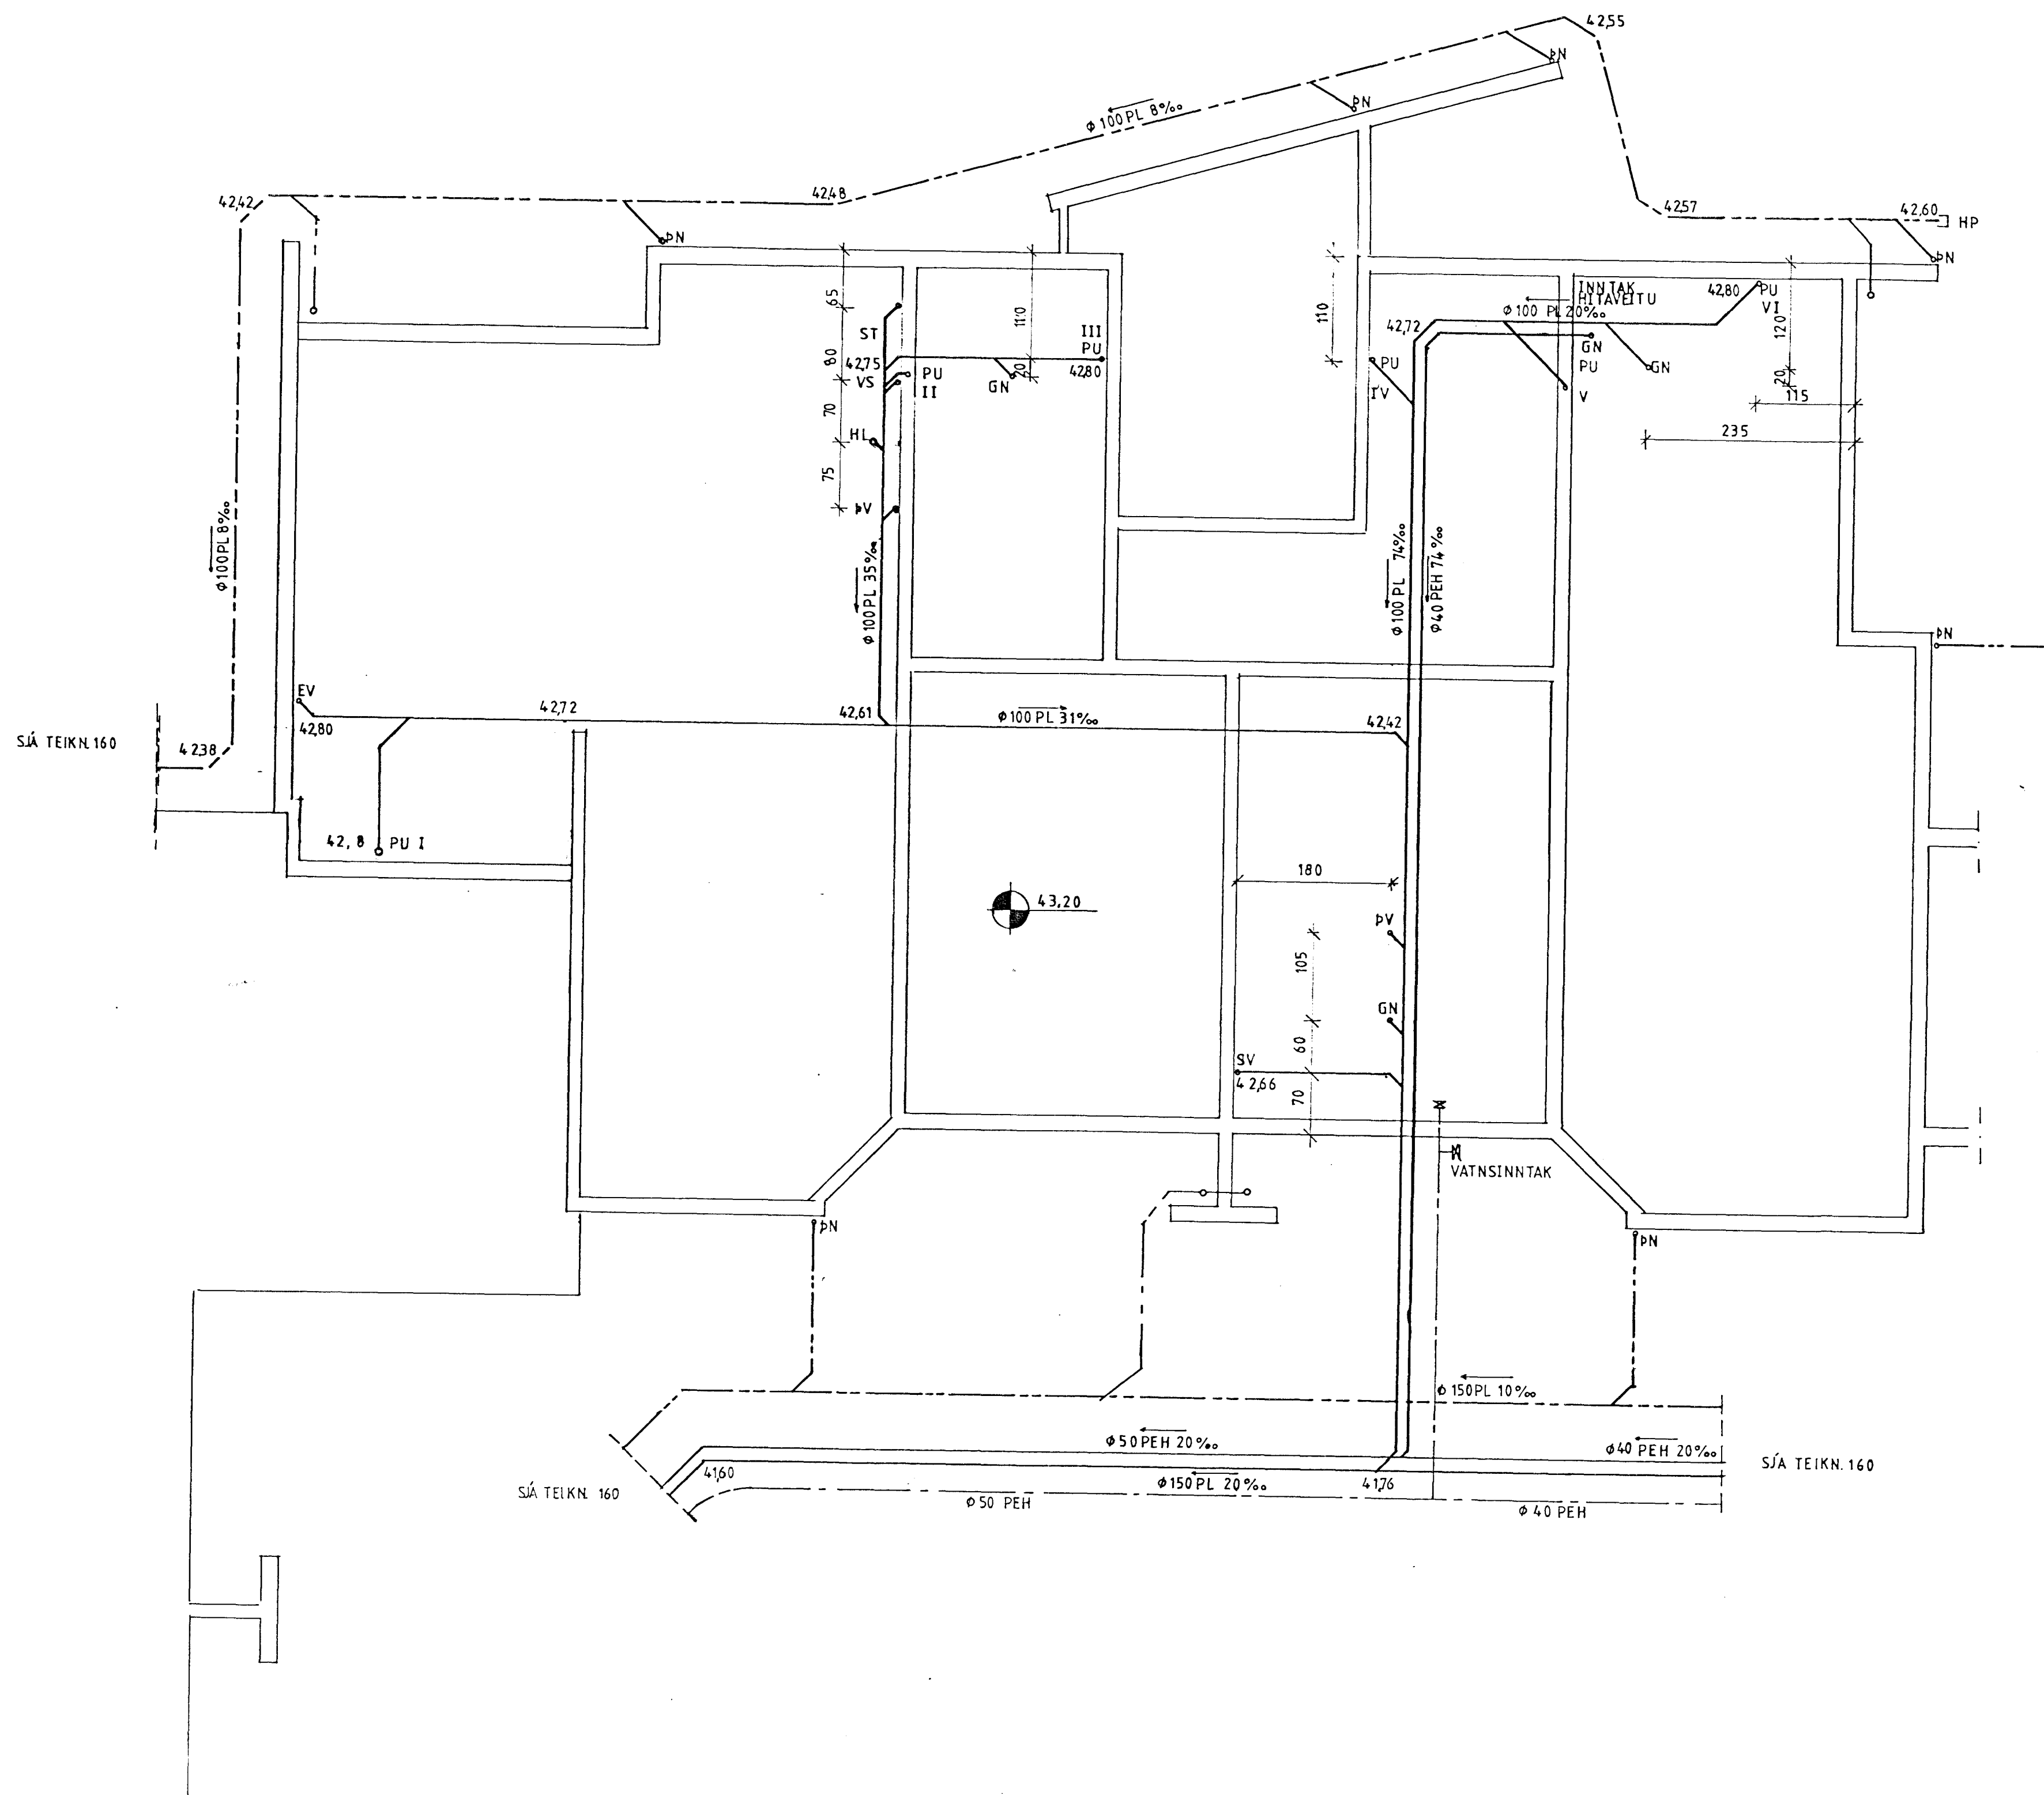 42,55
ÞN
ÞN
Ø 100 PL 8‰
42,42
42,48
42,57
42,60
HP
ÞN
ÞN
65
110
110
INNTAK
HITAVEITU
Ø 100 PL 20‰
42,80
PU
VI
120
ST
III
PU
42,80
42,72
GN
PU
V
GN
80
42,75
VS
PU
II
GN
20
PU
IV
20
115
70
HL
235
75
ÞV
Ø100PL 8‰
Ø 100 PL 35‰
Ø 100 PL 74‰
Ø 40 PEH 74‰
ÞN
EV
42,80
42,72
42,61
Ø100 PL 31‰
42,42
SJÁ TEIKN. 160
42,38
42,8
PU I
180
43,20
ÞV
105
GN
60
SV
42,66
70
VATNSINNTAK
ÞN
ÞN
Ø 150 PL 10‰
Ø 50 PEH 20‰
Ø 40 PEH 20‰
SJÁ TEIKN. 160
41,60
SJÁ TEIKN. 160
Ø150 PL 20‰
41,76
Ø 50 PEH
Ø 40 PEH